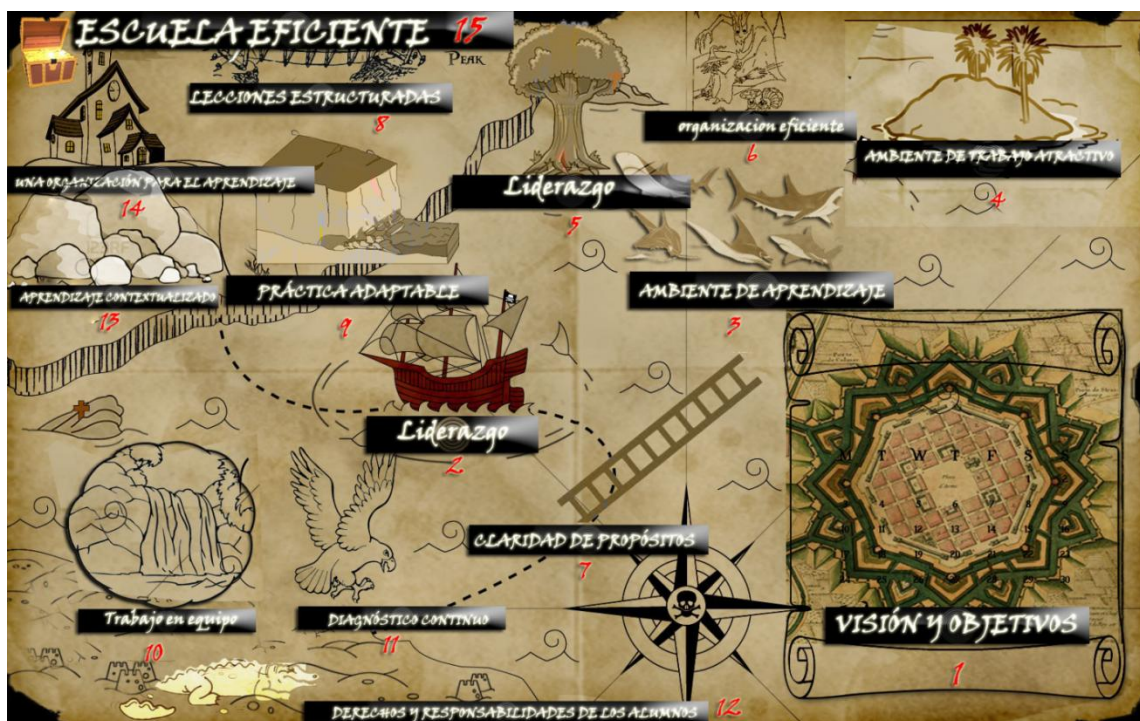 ESCUELA EFICIENTE 15
PEAK
LECCIONES ESTRUCTURADAS
8
organizacion eficiente
6
AMBIENTE DE TRABAJO ATRACTIVO
4
UNA ORGANIZACIÓN PARA EL APRENDIZAJE
14
Liderazgo
5
APRENDIZAJE CONTEXTUALIZADO
13
PRÁCTICA ADAPTABLE
9
AMBIENTE DE APRENDIZAJE
3
Liderazgo
2
M T W T F S S
CLARIDAD DE PROPÓSITOS
7
Trabajo en equipo
10
DIAGNÓSTICO CONTINUO
11
VISIÓN Y OBJETIVOS
1
DERECHOS Y RESPONSABILIDADES DE LOS ALUMNOS 12